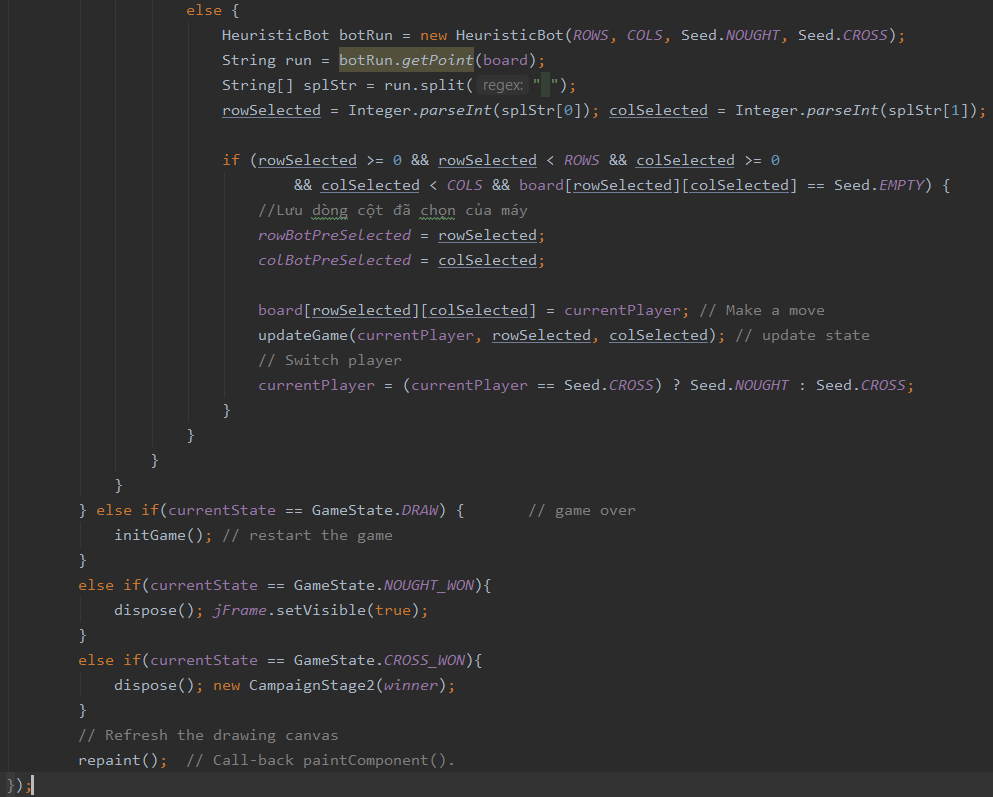 else {
HeuristicBot botRun = new HeuristicBot(ROWS, COLS, Seed.NOUGHT, Seed.CROSS);
String run = botRun.getPoint(board);
String[] splStr = run.split( regex: " ");
rowSelected = Integer.parseInt(splStr[0]); colSelected = Integer.parseInt(splStr[1]);
if (rowSelected >= 0 && rowSelected < ROWS && colSelected >= 0
&& colSelected < COLS && board[rowSelected][colSelected] == Seed.EMPTY) {
//Lưu dòng cột đã chọn của máy
rowBotPreSelected = rowSelected;
colBotPreSelected = colSelected;
board[rowSelected][colSelected] = currentPlayer; // Make a move
updateGame(currentPlayer, rowSelected, colSelected); // update state
// Switch player
currentPlayer = (currentPlayer == Seed.CROSS) ? Seed.NOUGHT : Seed.CROSS;
}
}
}
}
} else if(currentState == GameState.DRAW) { // game over
initGame(); // restart the game
}
else if(currentState == GameState.NOUGHT_WON){
dispose(); jFrame.setVisible(true);
}
else if(currentState == GameState.CROSS_WON){
dispose(); new CampaignStage2(winner);
}
// Refresh the drawing canvas
repaint(); // Call-back paintComponent().
});